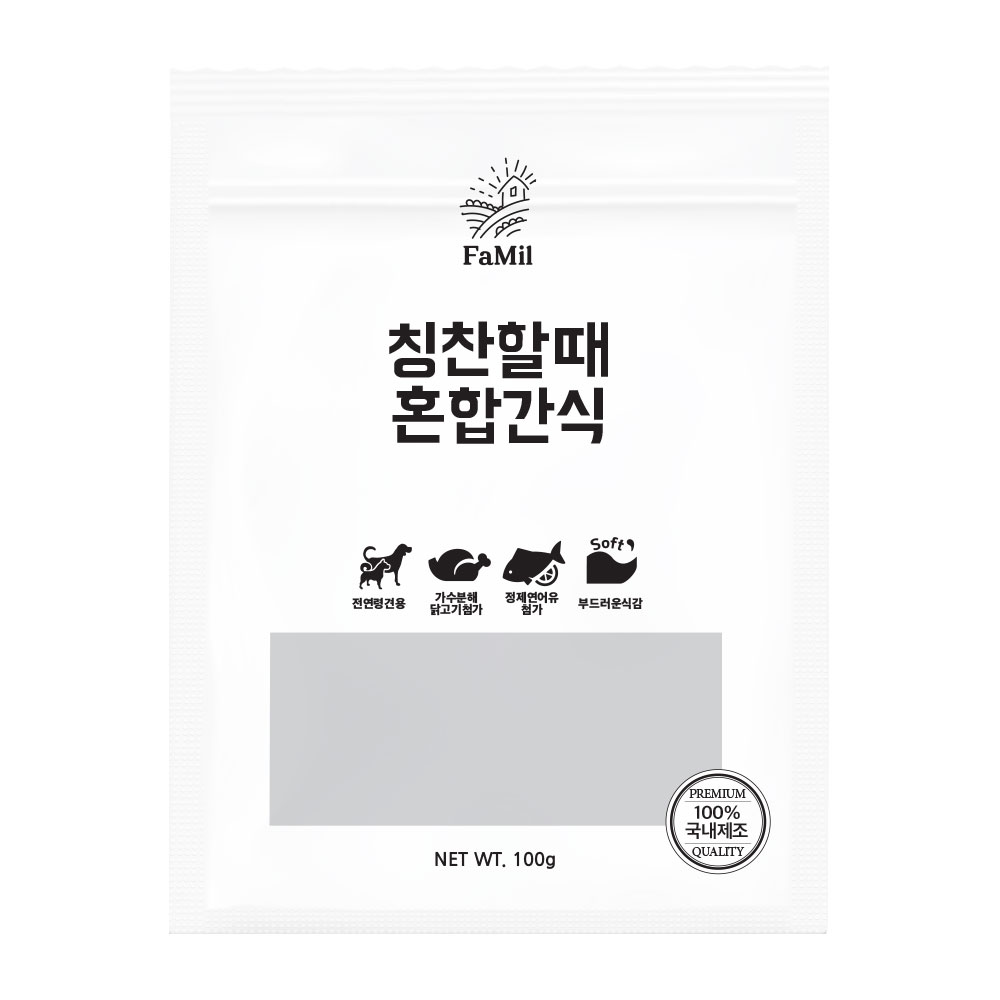 FaMil
칭찬할때
혼합간식
전연령견용
가수분해
닭고기첨가
정제연어유
첨가
Soft
부드러운식감
PREMIUM
100%
국내제조
QUALITY
NET WT. 100g